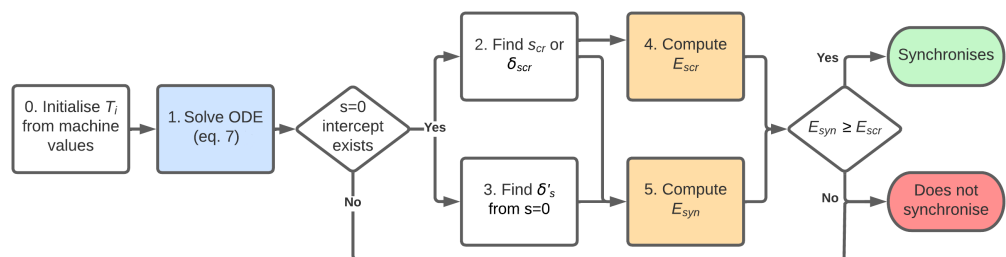 0. Initialise Ti
from machine
values
1. Solve ODE
(eq. 7)
s=0
intercept
exists
Yes
No
2. Find scr or
δscr
3. Find δ's
from s=0
4. Compute
Escr
5. Compute
Esyn
Esyn ≥ Escr
Yes
No
Synchronises
Does not
synchronise